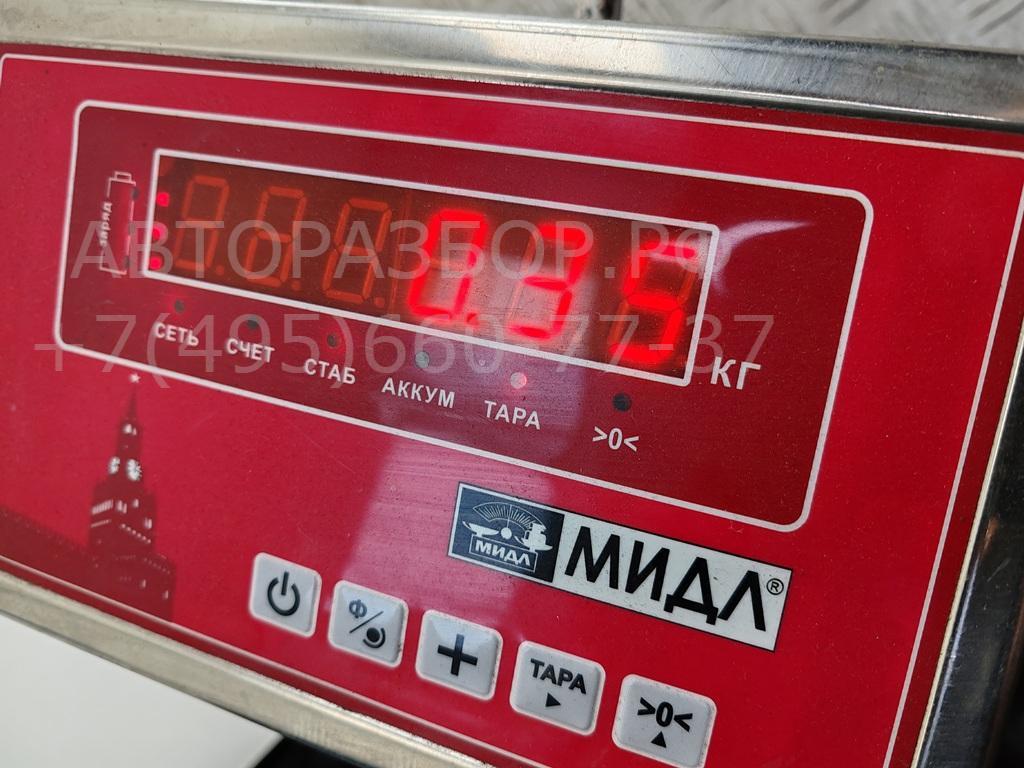 заряд
0.35
АВТОРАЗБОР.РФ
+7(495)660-77-37
КГ
СЕТЬ СЧЕТ СТАБ АККУМ ТАРА >0<
МИДЛ МИДЛ®
Ф
+
ТАРА
>0<